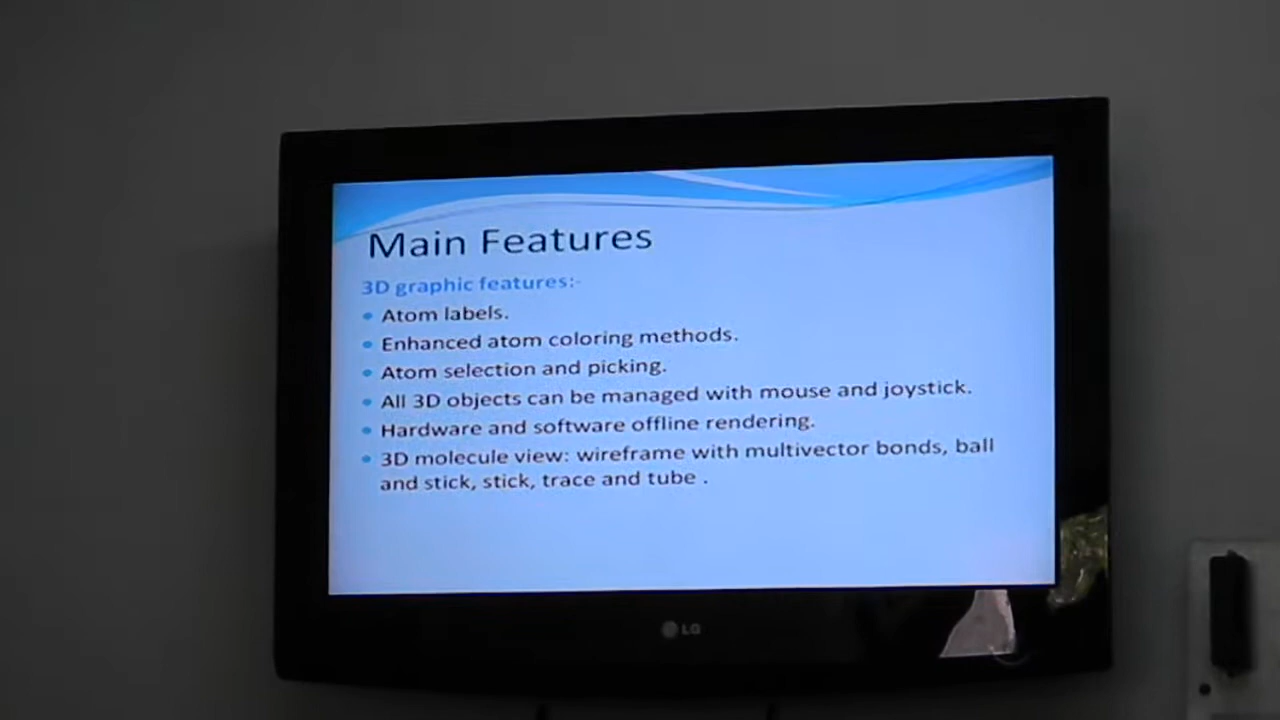 Main Features
3D graphic features:-
• Atom labels.
• Enhanced atom coloring methods.
• Atom selection and picking.
• All 3D objects can be managed with mouse and joystick.
• Hardware and software offline rendering.
• 3D molecule view: wireframe with multivector bonds, ball
and stick, stick, trace and tube .
LG